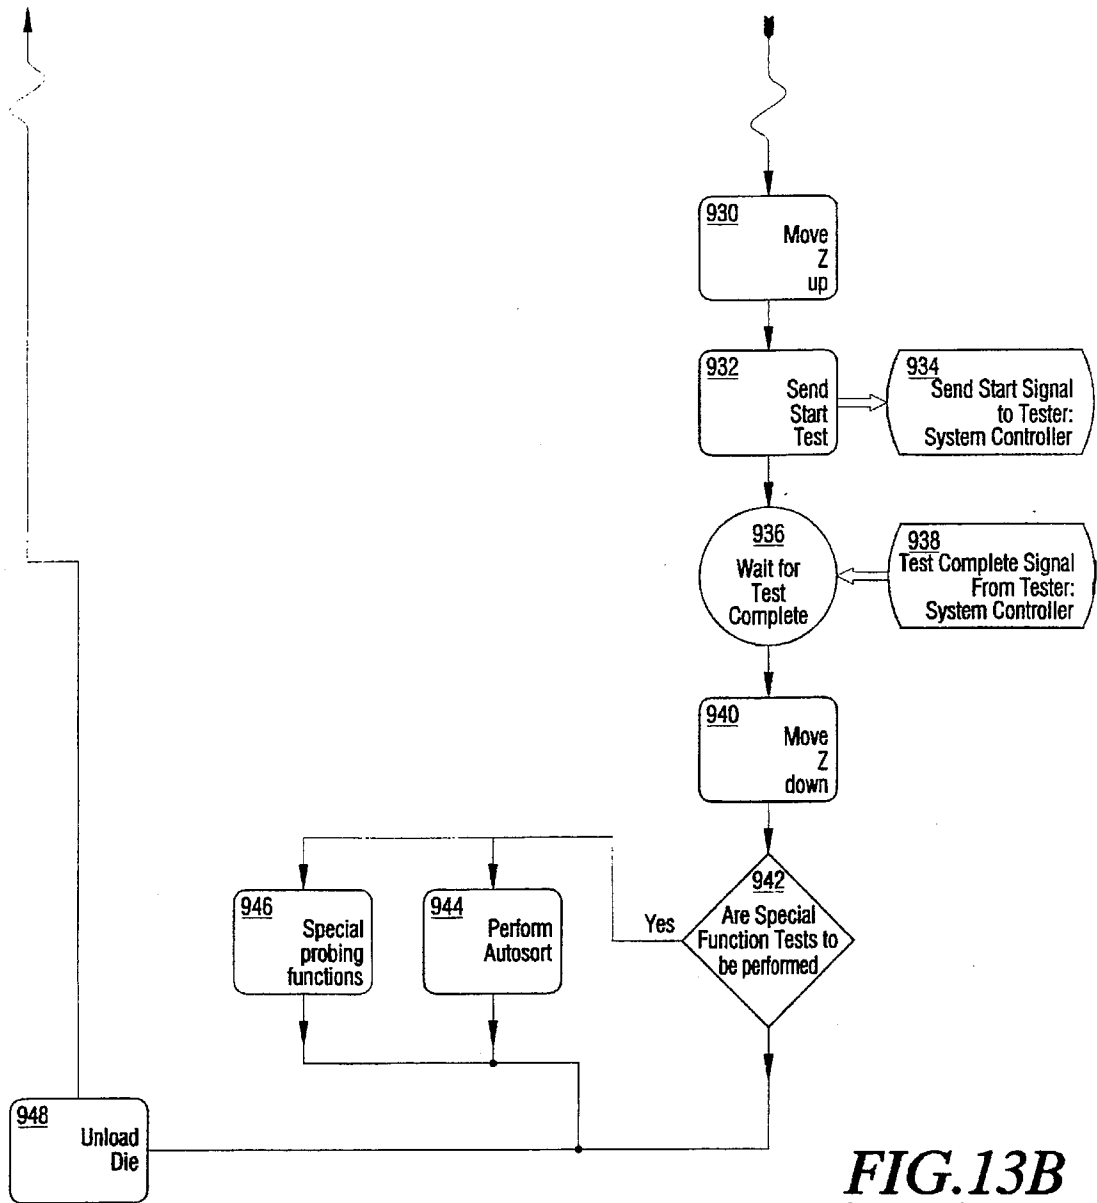 930
Move
Z
up
932
Send
Start
Test
934
Send Start Signal
to Tester:
System Controller
936
Wait for
Test
Complete
938
Test Complete Signal
From Tester:
System Controller
940
Move
Z
down
942
Are Special
Function Tests to
be performed
Yes
944
Perform
Autosort
946
Special
probing
functions
948
Unload
Die
FIG.13B